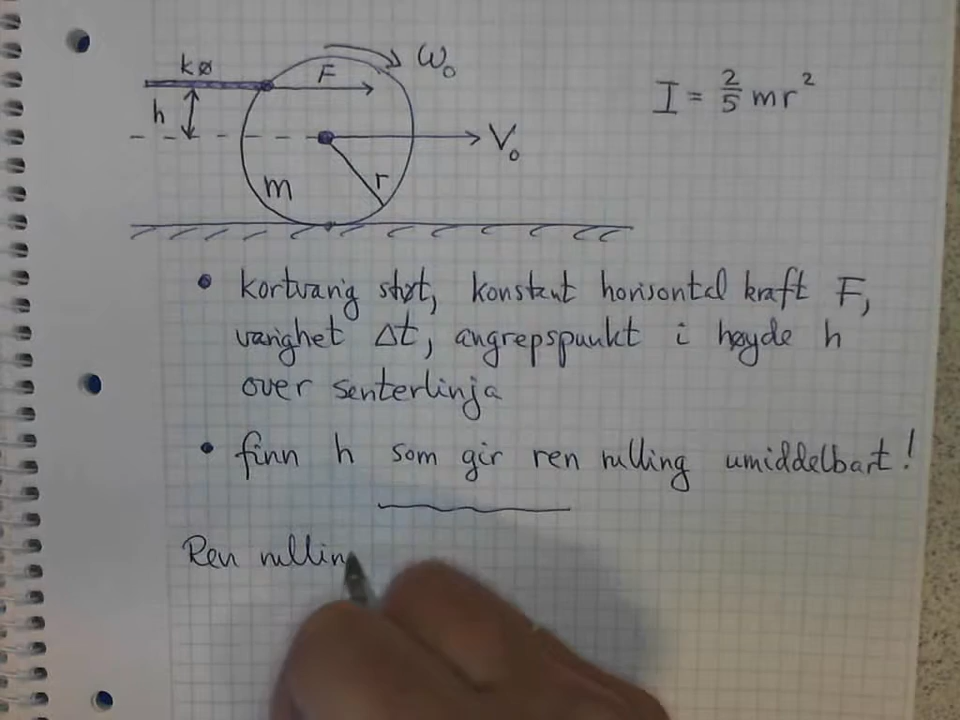 kø
F
ω₀
h
I = 2/5 mr²
V₀
m
r
• kortvarig støt, konstant horisontal kraft F,
varighet Δt, angrepspunkt i høyde h
over senterlinja
• finn h som gir ren rulling umiddelbart!
Ren rullin